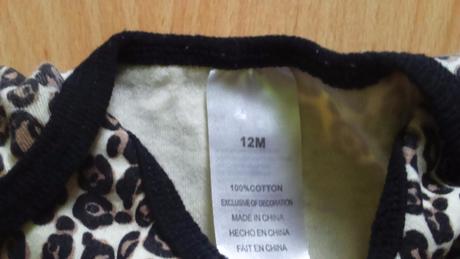 12M
100%COTTON
EXCLUSIVE OF DECORATION
MADE IN CHINA
HECHO EN CHINA
FAIT EN CHINA